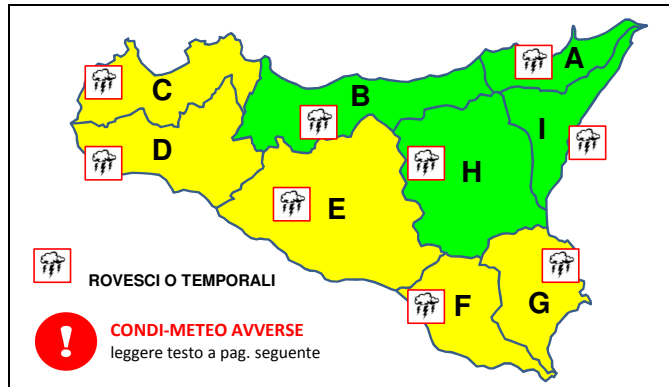 A
B
C
I
D
H
E
ROVESCI O TEMPORALI
F
G
CONDI-METEO AVVERSE
leggere testo a pag. seguente